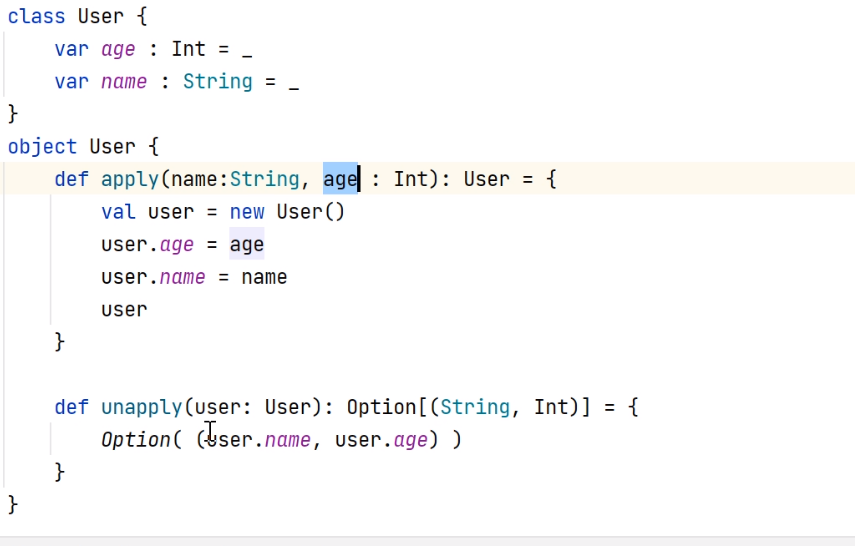 class User {
    var age : Int = _
    var name : String = _
}
object User {
    def apply(name:String, age : Int): User = {
        val user = new User()
        user.age = age
        user.name = name
        user
    }
    def unapply(user: User): Option[(String, Int)] = {
        Option( (user.name, user.age) )
    }
}